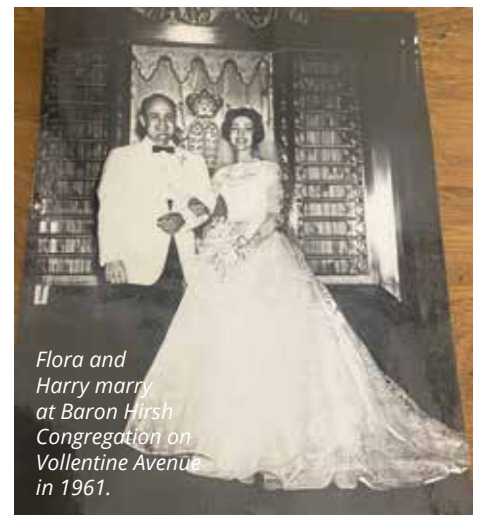 Flora and
Harry marry
at Baron Hirsh
Congregation on
Vollentine Avenue
in 1961.